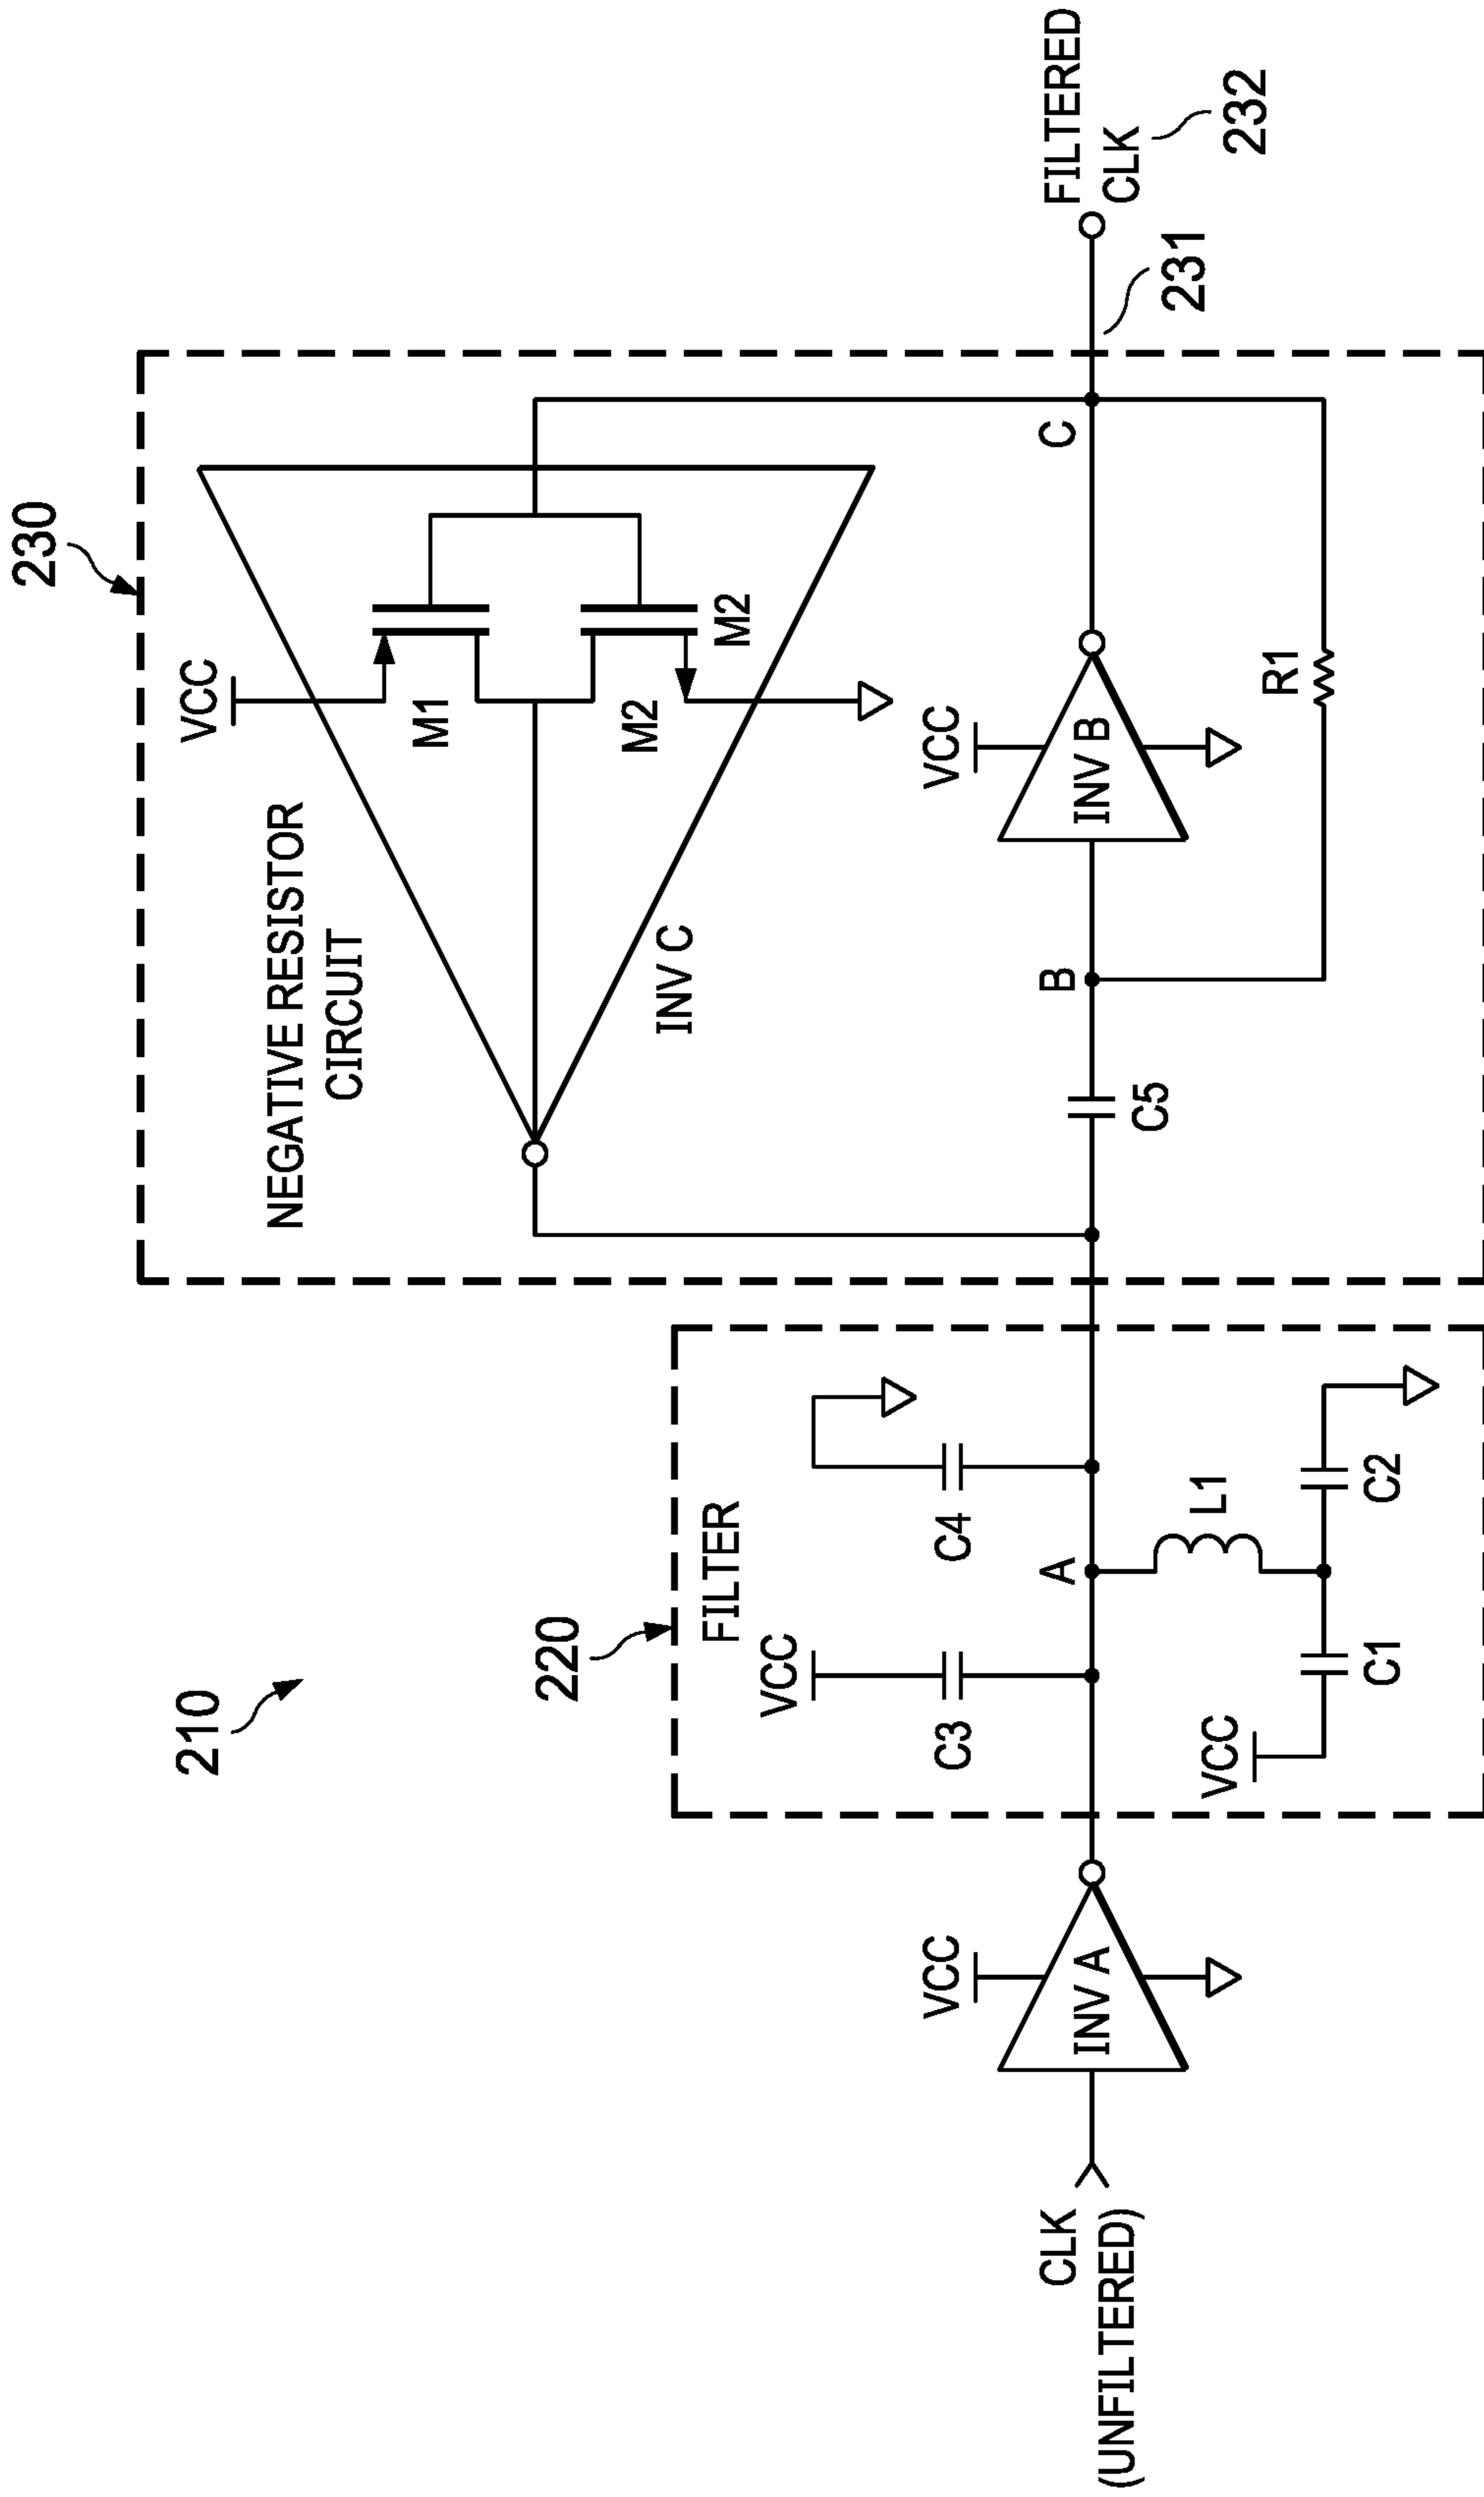 210
230
NEGATIVE RESISTOR
CIRCUIT
VCC
M1
M2
M2
INV C
220
FILTER
VCC
C3
C4
A
L1
VCC
C1
C2
CLK
(UNFILTERED)
VCC
INV A
C5
B
VCC
INV B
R1
C
231
FILTERED
CLK
232